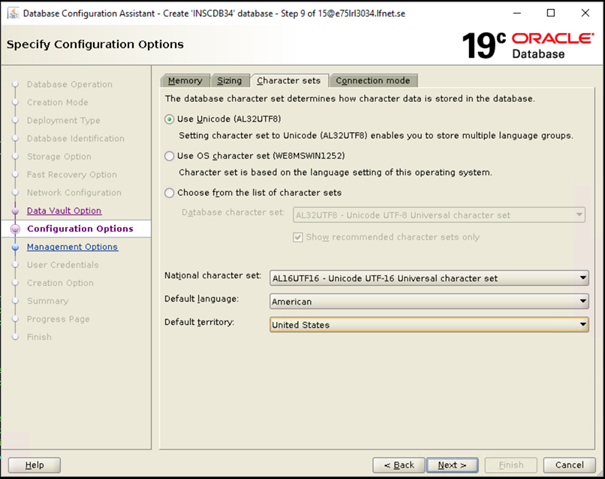 Database Configuration Assistant - Create 'INSCDB34' database - Step 9 of 15@e75lrl3034.lfnet.se
Specify Configuration Options
19c ORACLE
Database
Database Operation
Creation Mode
Deployment Type
Database Identification
Storage Option
Fast Recovery Option
Network Configuration
Data Vault Option
Configuration Options
Management Options
User Credentials
Creation Option
Summary
Progress Page
Finish
Memory Sizing Character sets Connection mode
The database character set determines how character data is stored in the database.
Use Unicode (AL32UTF8)
Setting character set to Unicode (AL32UTF8) enables you to store multiple language groups.
Use OS character set (WE8MSWIN1252)
Character set is based on the language setting of this operating system.
Choose from the list of character sets
Database character set: AL32UTF8 - Unicode UTF-8 Universal character set
Show recommended character sets only
National character set: AL16UTF16 - Unicode UTF-16 Universal character set
Default language: American
Default territory: United States
Help < Back Next > Finish Cancel